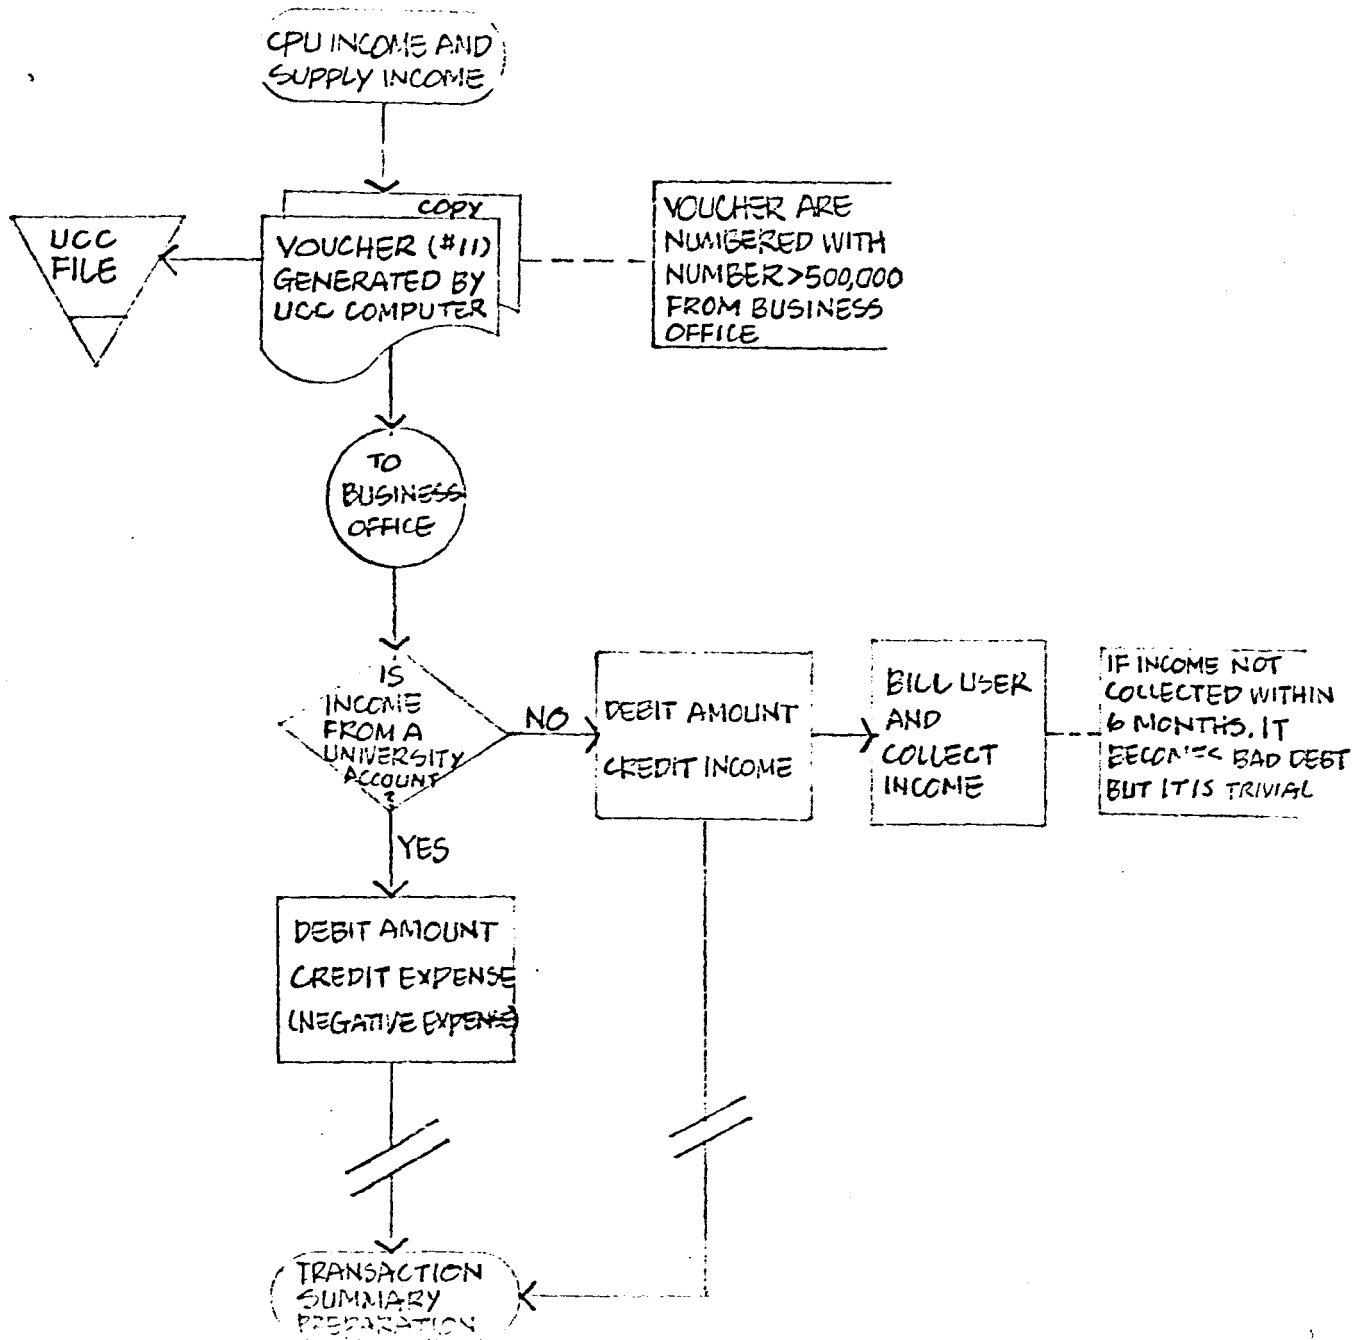 CPU INCOME AND
SUPPLY INCOME
COPY
UCC
FILE
VOUCHER (#11)
GENERATED BY
UCC COMPUTER
VOUCHER ARE
NUMBERED WITH
NUMBER>500,000
FROM BUSINESS
OFFICE
TO
BUSINESS
OFFICE
IS
INCOME
FROM A
UNIVERSITY
ACCOUNT
?
NO
DEBIT AMOUNT
CREDIT INCOME
BILL USER
AND
COLLECT
INCOME
IF INCOME NOT
COLLECTED WITHIN
6 MONTHS. IT
BECOMES BAD DEBT
BUT IT IS TRIVIAL
YES
DEBIT AMOUNT
CREDIT EXPENSE
(NEGATIVE EXPENSE)
TRANSACTION
SUMMARY
PREPARATION